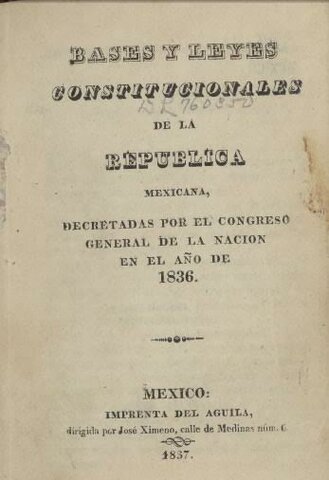 BASES Y LEYES
CONSTITUCIONALES
DE LA
REPUBLICA
MEXICANA,
DECRETADAS POR EL CONGRESO
GENERAL DE LA NACION
EN EL AÑO DE
1836.
MEXICO:
IMPRENTA DEL AGUILA,
dirigida por José Ximeno, calle de Medinas núm. 6
1837.